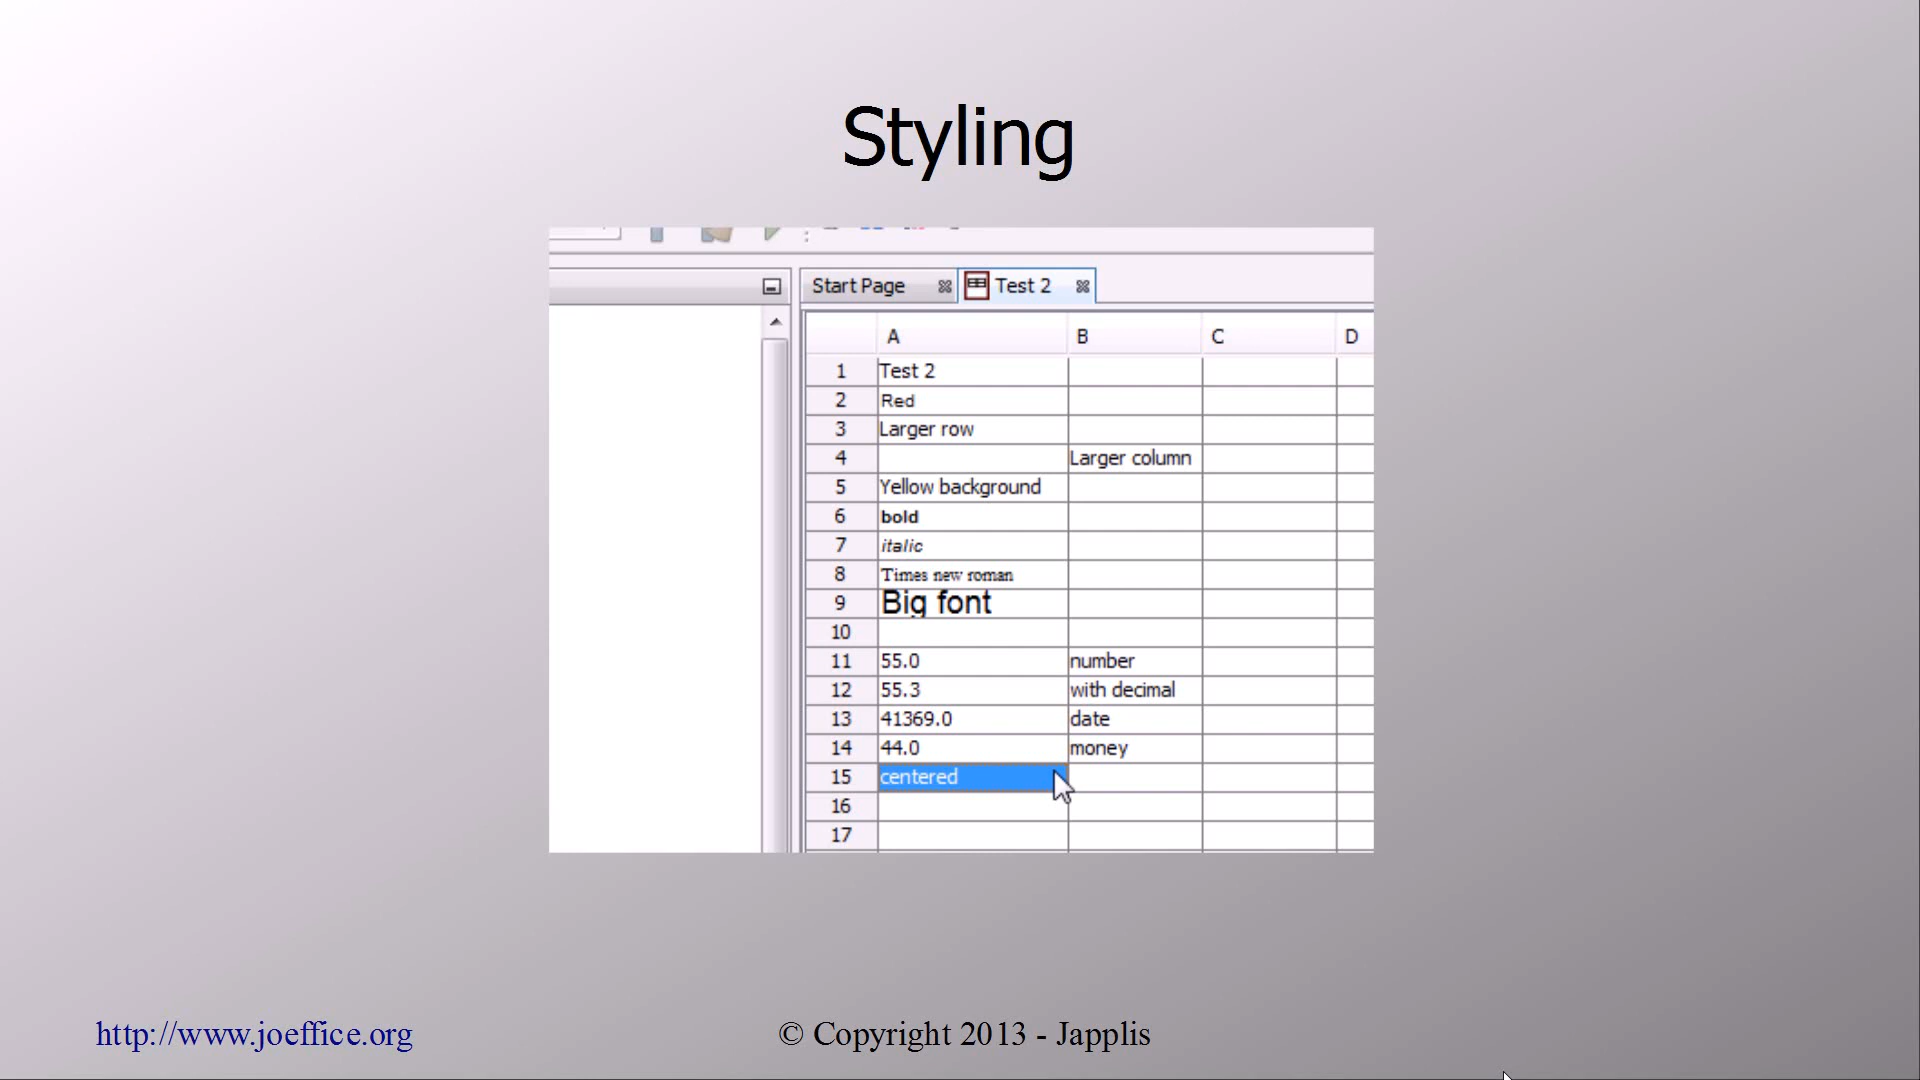 Styling
Start Page Test 2
A B C D
1 Test 2
2 Red
3 Larger row
4 Larger column
5 Yellow background
6 bold
7 italic
8 Times new roman
9 Big font
10
11 55.0 number
12 55.3 with decimal
13 41369.0 date
14 44.0 money
15 centered
16
17
http://www.joeffice.org © Copyright 2013 - Japplis